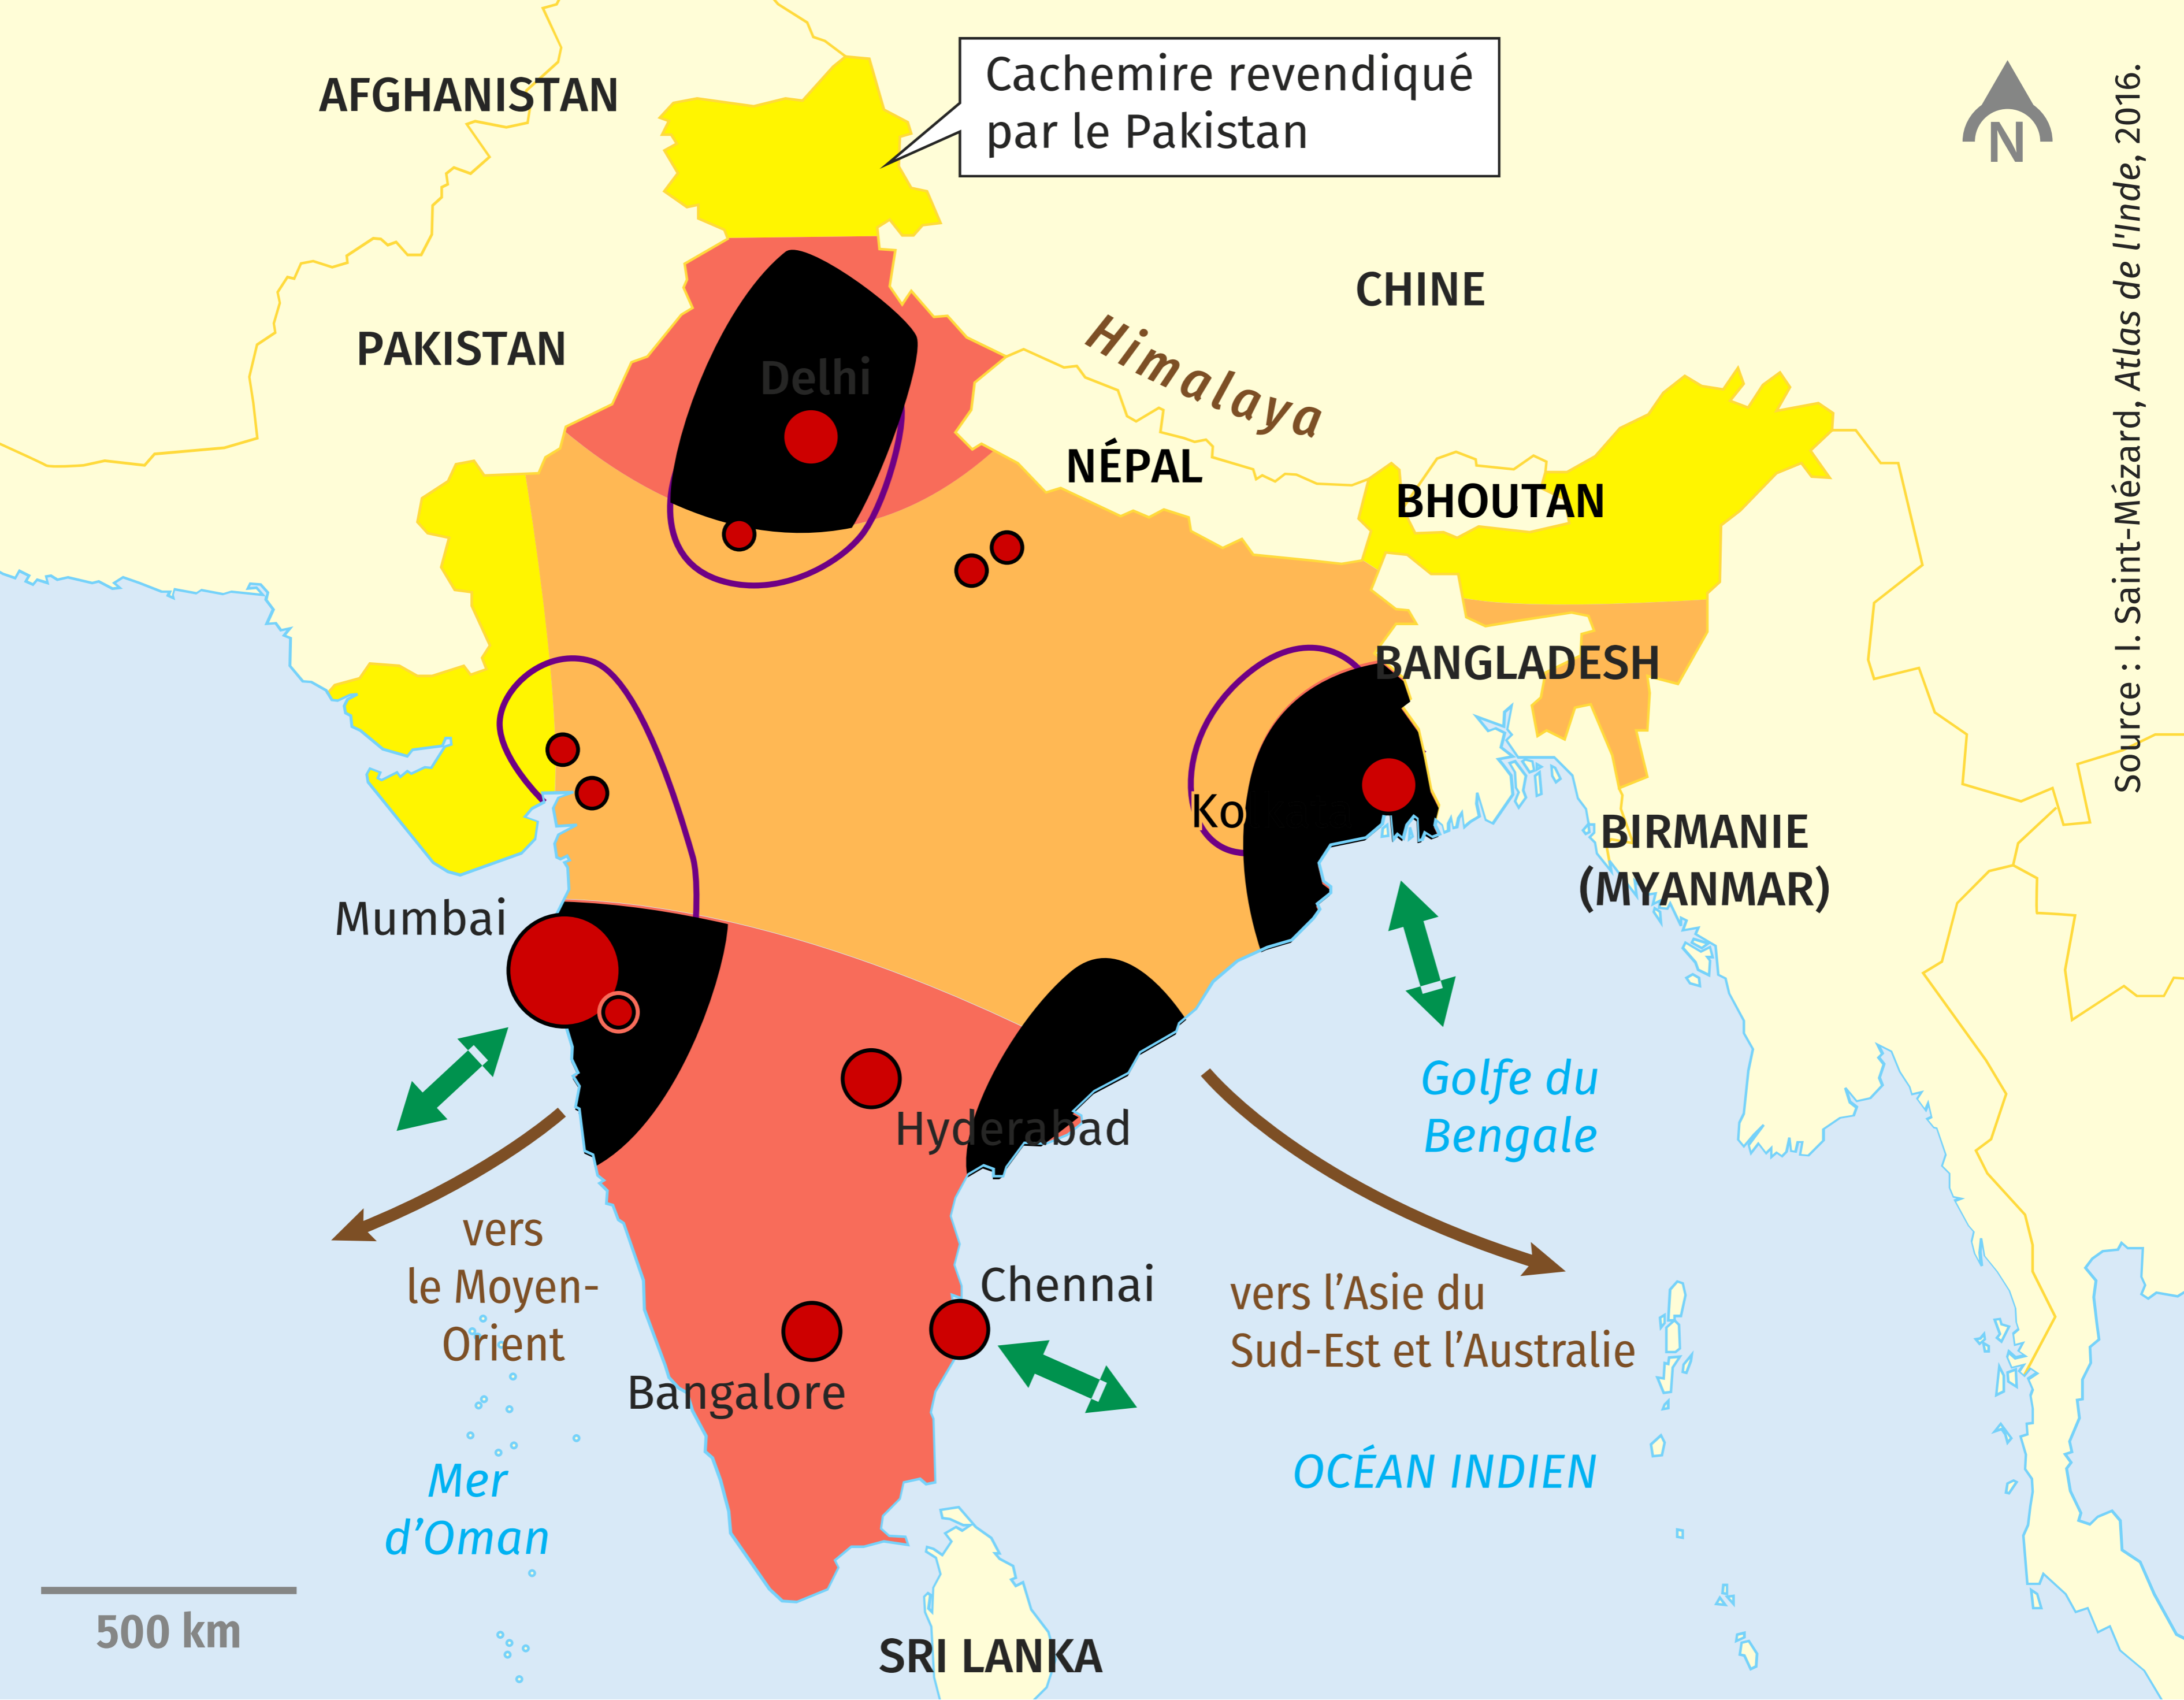 AFGHANISTAN
Cachemire revendiqué
par le Pakistan
N
Source : I. Saint-Mézard, Atlas de l'Inde, 2016.
CHINE
PAKISTAN
Himalaya
Delhi
NÉPAL
BHOUTAN
BANGLADESH
Ko
BIRMANIE
(MYANMAR)
Mumbai
Golfe du
Bengale
Hyderabad
vers
le Moyen-
Orient
Chennai
vers l’Asie du
Sud-Est et l’Australie
Bangalore
OCÉAN INDIEN
Mer
d’Oman
500 km
SRI LANKA